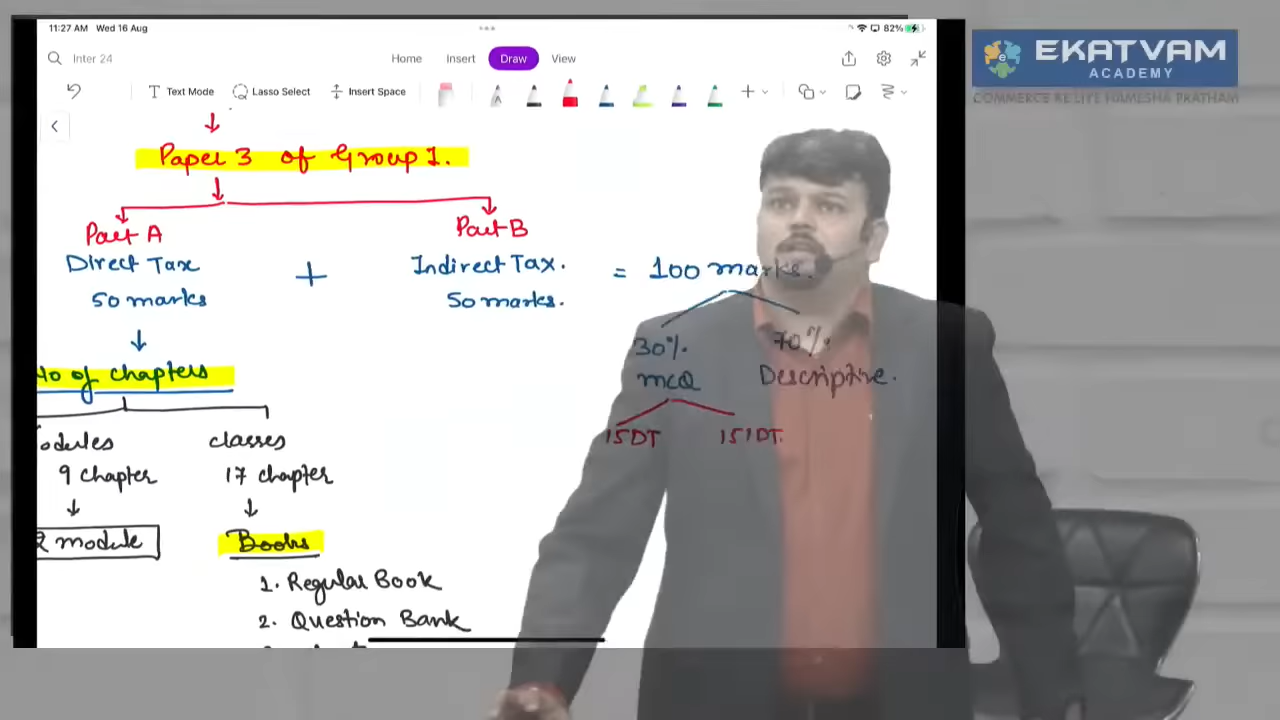 11:27 AM Wed 16 Aug
82%
Inter 24
Home Insert Draw View
Text Mode Lasso Select Insert Space
EKATVAM
ACADEMY
COMMERCE KE LIYE HAMESHA PRATHAM
Paper 3 of Group 1.
Part A
Part B
Direct Tax + Indirect Tax. = 100 marks.
50 marks
50 marks.
30% 70%
MCQ Descriptive.
15 DT 15 IDT.
of chapters
odules classes
9 chapter 17 chapter
2 module
Books
1. Regular Book
2. Question Bank